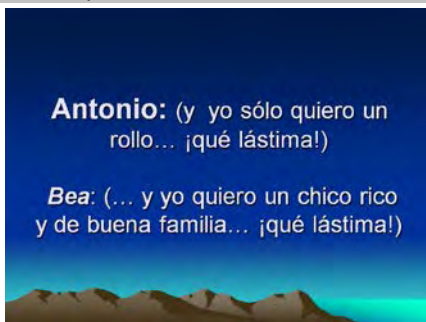 Antonio: (y yo sólo quiero un
rollo... ¡qué lástima!)
Bea: (... y yo quiero un chico rico
y de buena familia... ¡qué lástima!)